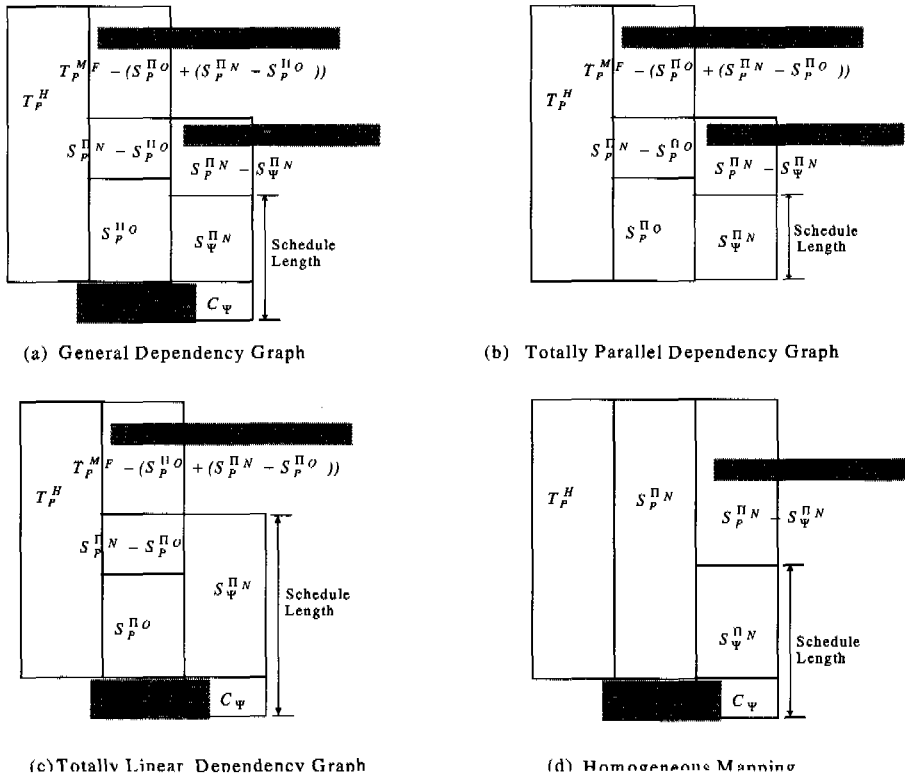 T_P^{MF} − (S_P^{ΠO} + (S_P^{ΠN} − S_P^{ΠO} ))
T_P^H
S_P^{ΠN} − S_P^{ΠO}
S_P^{ΠN} − S_Ψ^{ΠN}
S_P^{ΠO}
S_Ψ^{ΠN}
Schedule
Length
C_Ψ
(a) General Dependency Graph
T_P^{MF} − (S_P^{ΠO} + (S_P^{ΠN} − S_P^{ΠO} ))
T_P^H
S_P^{ΠN} − S_P^{ΠO}
S_P^{ΠN} − S_Ψ^{ΠN}
S_P^{ΠO}
S_Ψ^{ΠN}
Schedule
Length
(b) Totally Parallel Dependency Graph
T_P^{MF} − (S_P^{ΠO} + (S_P^{ΠN} − S_P^{ΠO} ))
T_P^H
S_P^{ΠN} − S_P^{ΠO}
S_Ψ^{ΠN}
S_P^{ΠO}
Schedule
Length
C_Ψ
(c) Totally Linear Dependency Graph
T_P^H
S_P^{ΠN}
S_P^{ΠN} − S_Ψ^{ΠN}
S_Ψ^{ΠN}
Schedule
Length
C_Ψ
(d) Homogeneous Mapping